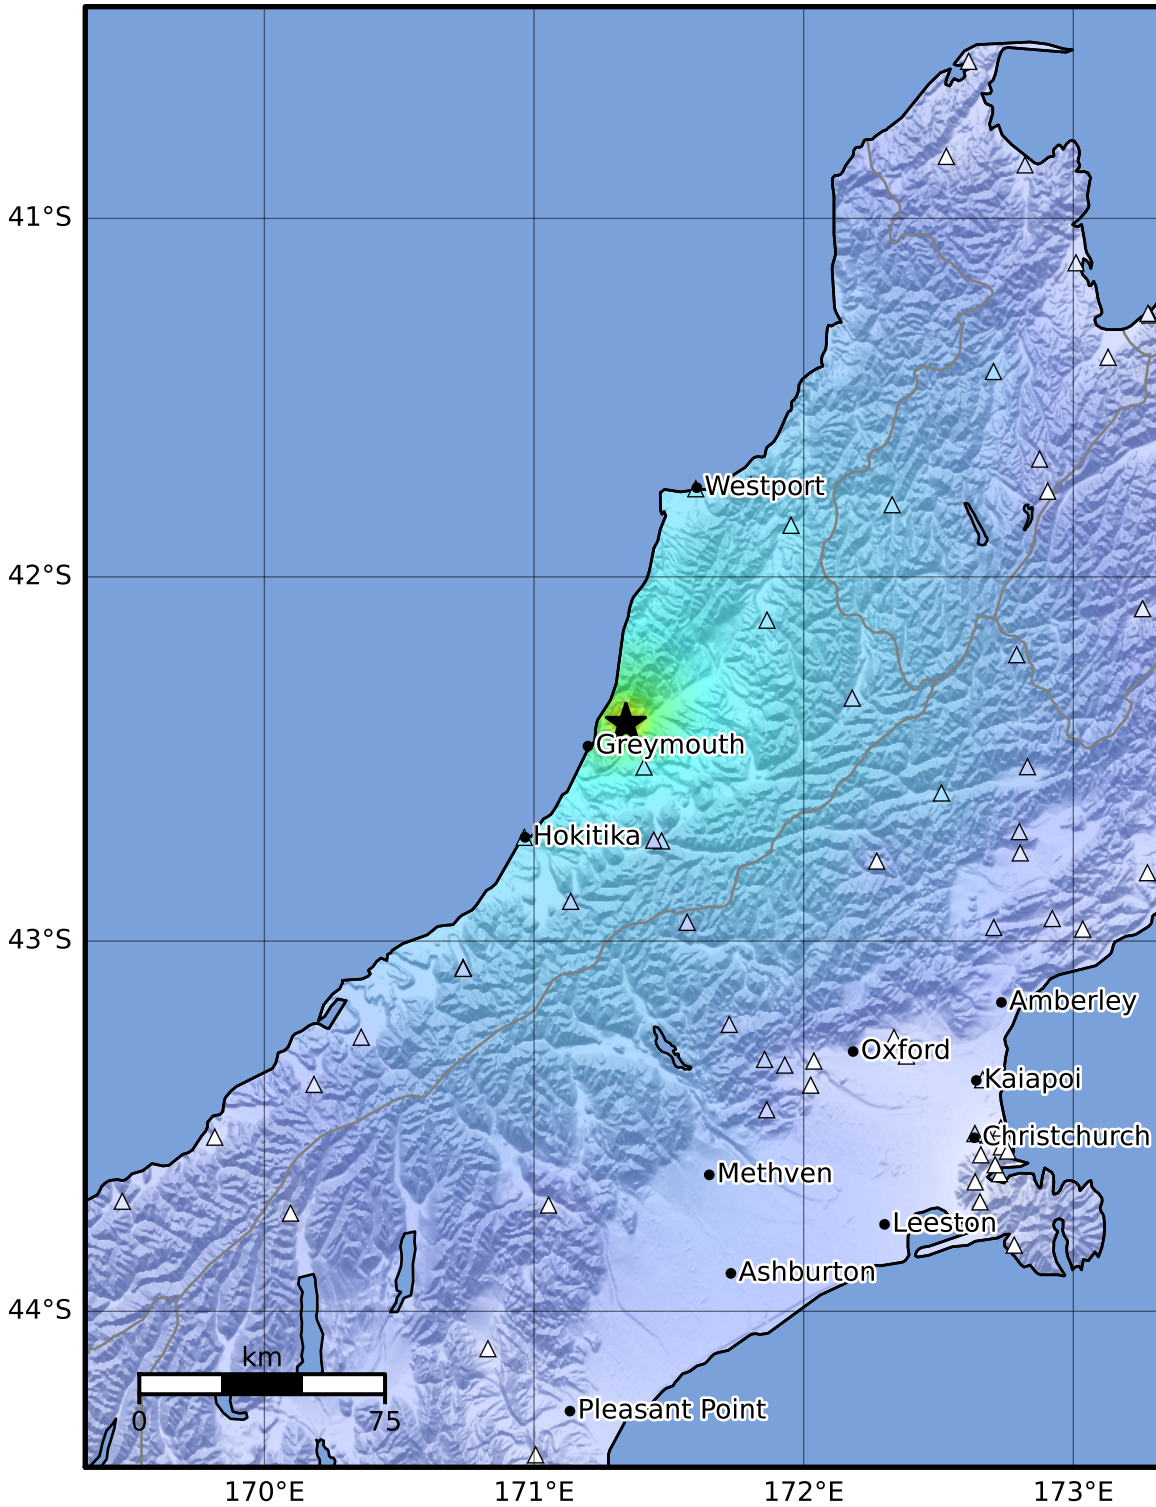 41°S
Westport
42°S
Greymouth
Hokitika
43°S
Amberley
Oxford
Kaiapoi
Christchurch
Methven
Leeston
Ashburton
44°S
km
0 75
Pleasant Point
170°E 171°E 172°E 173°E